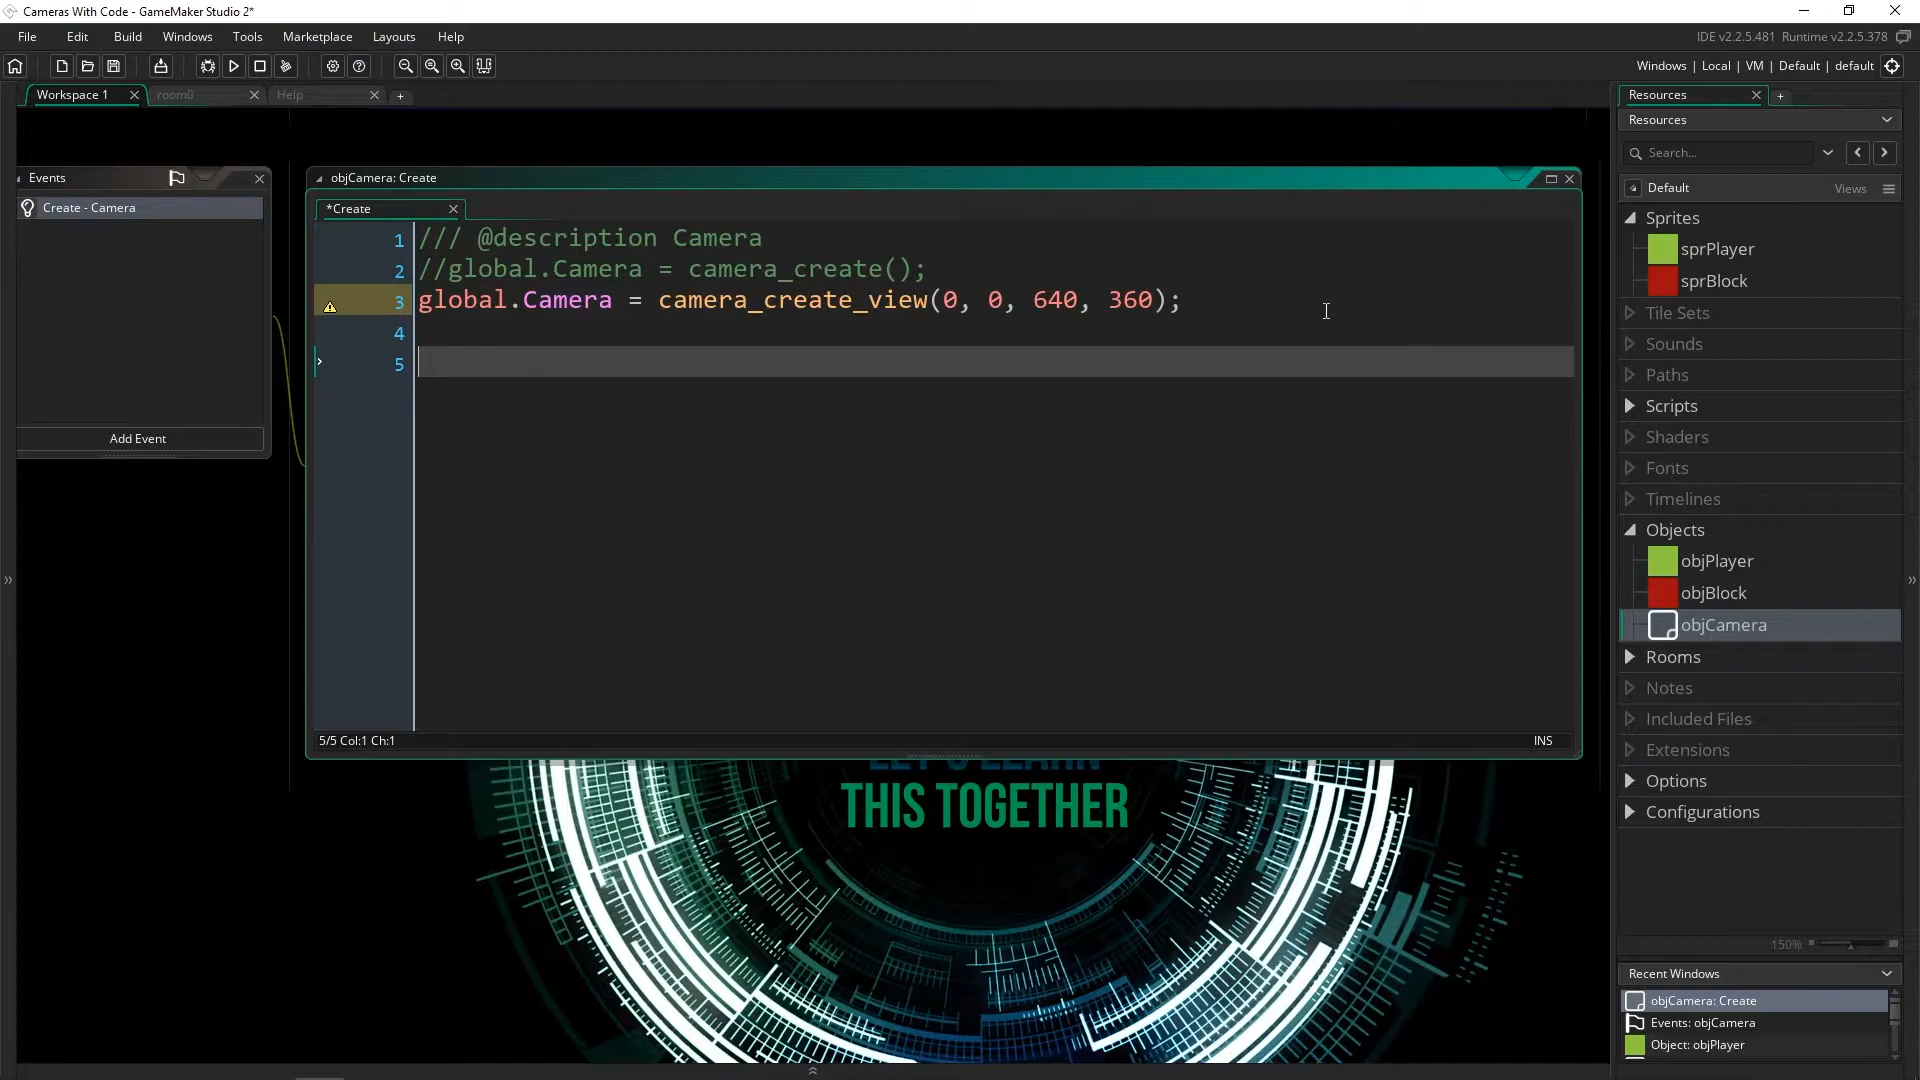 Cameras With Code - GameMaker Studio 2*
File Edit Build Windows Tools Marketplace Layouts Help
IDE v2.2.5.481 Runtime v2.2.5.378
Windows | Local | VM | Default | default
Workspace 1
room0
Help
+
Resources
+
Resources
Search...
Default
Views
Events
Create - Camera
Add Event
objCamera: Create
*Create
1 /// @description Camera
2 //global.Camera = camera_create();
3 global.Camera = camera_create_view(0, 0, 640, 360);
4
5
5/5 Col:1 Ch:1
INS
LET'S LEARN
THIS TOGETHER
Sprites
sprPlayer
sprBlock
Tile Sets
Sounds
Paths
Scripts
Shaders
Fonts
Timelines
Objects
objPlayer
objBlock
objCamera
Rooms
Notes
Included Files
Extensions
Options
Configurations
150%
Recent Windows
objCamera: Create
Events: objCamera
Object: objPlayer